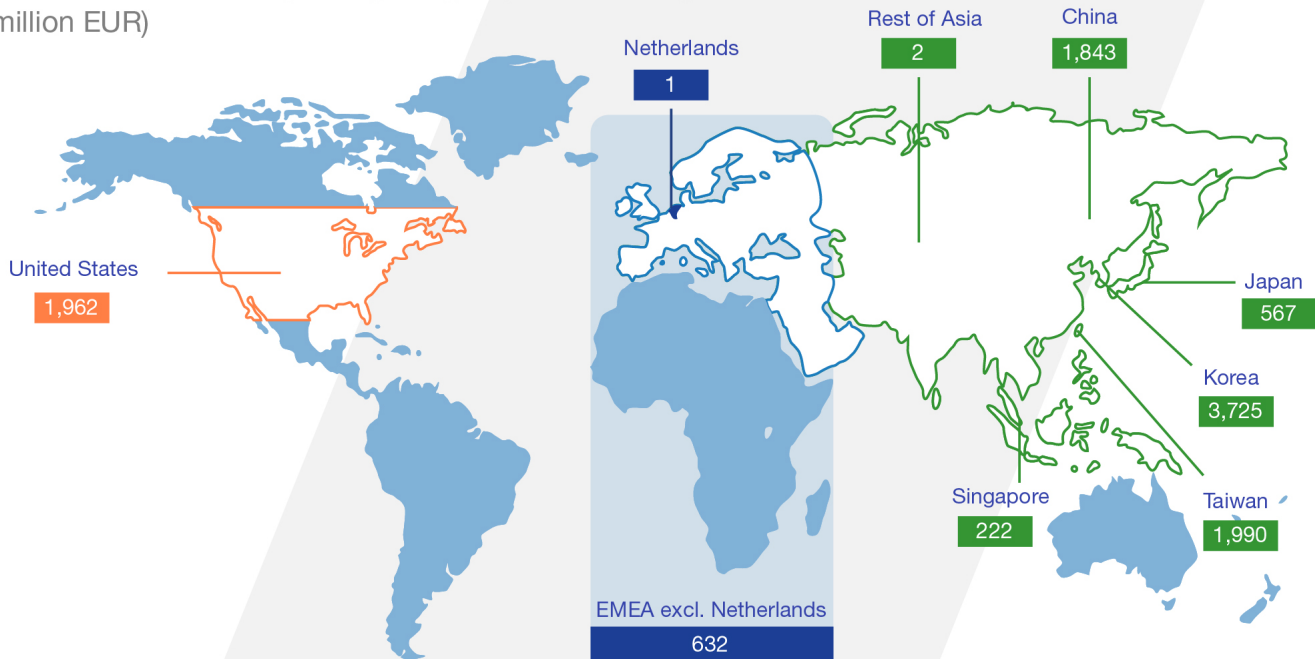 million EUR)
Netherlands
1
Rest of Asia
2
China
1,843
United States
1,962
Japan
567
Korea
3,725
Singapore
222
Taiwan
1,990
EMEA excl. Netherlands
632